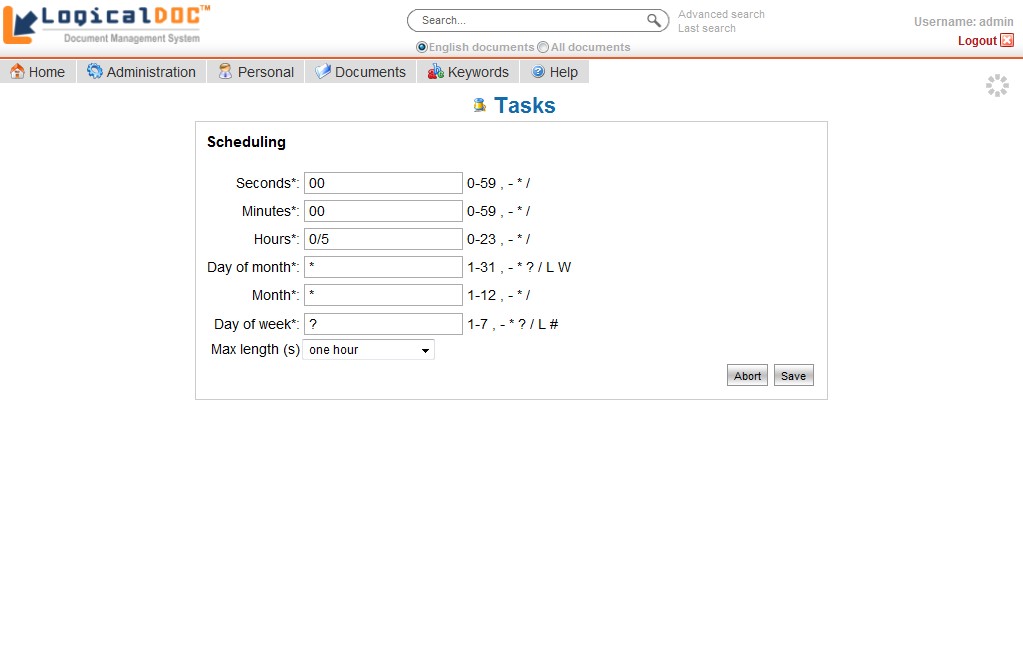 LogicalDOC™
Document Management System
Search...
Advanced search
Last search
English documents All documents
Username: admin
Logout
Home Administration Personal Documents Keywords Help
Tasks
Scheduling
Seconds*: 00 0-59 , - * /
Minutes*: 00 0-59 , - * /
Hours*: 0/5 0-23 , - * /
Day of month*: * 1-31 , - * ? / L W
Month*: * 1-12 , - * /
Day of week*: ? 1-7 , - * ? / L #
Max length (s) one hour
Abort Save